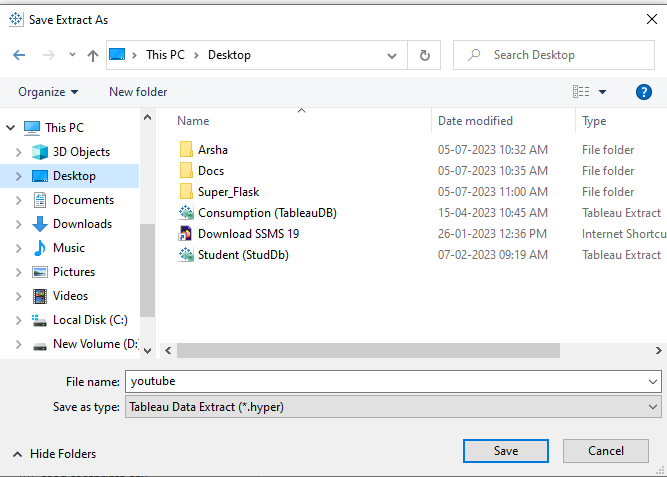 Save Extract As
This PC > Desktop
Search Desktop
Organize
New folder
?
This PC
3D Objects
Desktop
Documents
Downloads
Music
Pictures
Videos
Local Disk (C:)
New Volume (D:
Name Date modified Type
Arsha 05-07-2023 10:32 AM File folder
Docs 05-07-2023 10:35 AM File folder
Super_Flask 05-07-2023 11:00 AM File folder
Consumption (TableauDB) 15-04-2023 10:45 AM Tableau Extract
Download SSMS 19 26-01-2023 12:36 PM Internet Shortcu
Student (StudDb) 07-02-2023 09:19 AM Tableau Extract
File name: youtube
Save as type: Tableau Data Extract (*.hyper)
Hide Folders
Save
Cancel